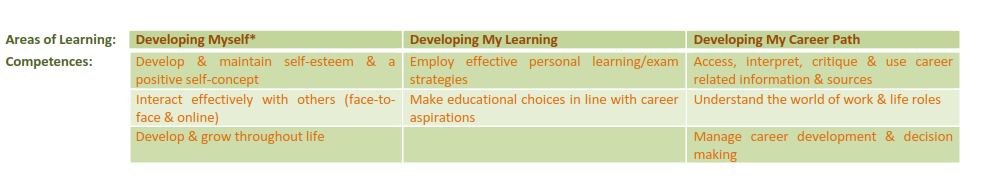 Areas of Learning: Developing Myself* Developing My Learning Developing My Career Path
Competences: Develop & maintain self-esteem & a Employ effective personal learning/exam Access, interpret, critique & use career
positive self-concept strategies related information & sources
Interact effectively with others (face-to- Make educational choices in line with career Understand the world of work & life roles
face & online) aspirations
Develop & grow throughout life Manage career development & decision
making